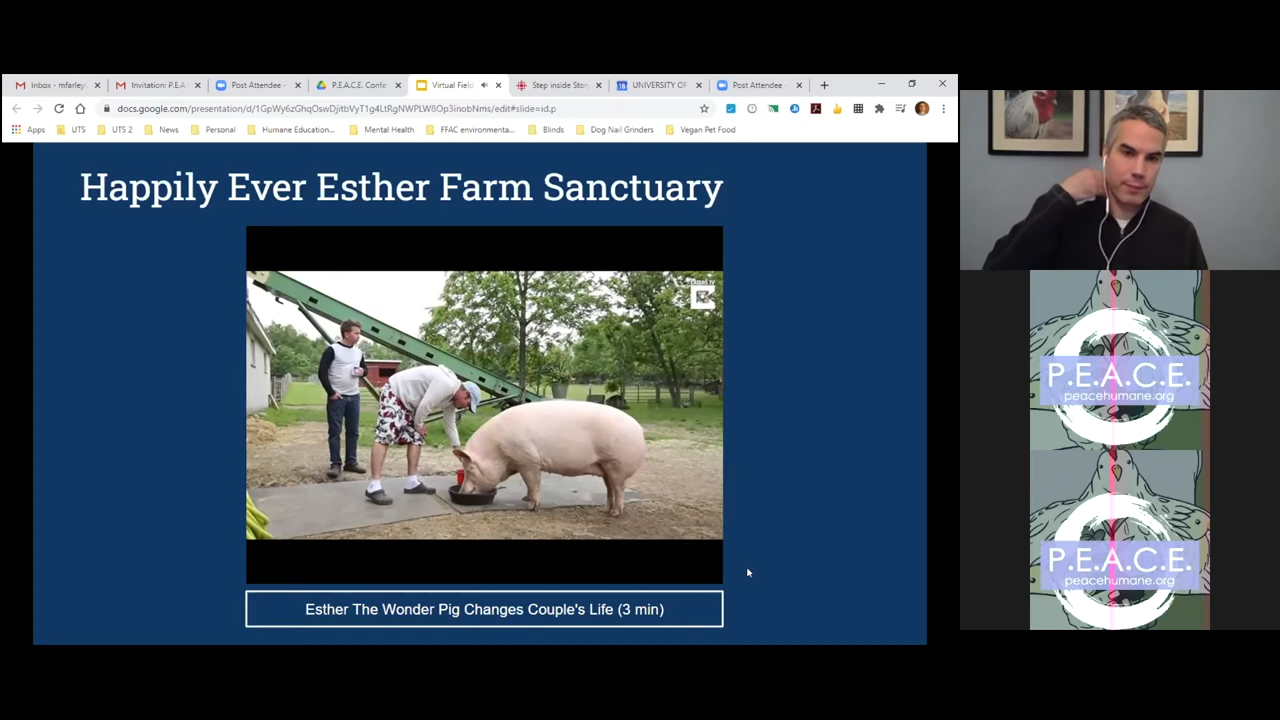 Inbox - mfarley
Invitation: P.E.A
Post Attendee -
P.E.A.C.E. Confe
Virtual Field
Step inside Stor
UNIVERSITY OF
Post Attendee -
docs.google.com/presentation/d/1GpWy6zGhqOswDjitbVyT1g4LtRgNWPLW8Op3inobNms/edit#slide=id.p
Apps UTS UTS 2 News Personal Humane Education... Mental Health FFAC environmenta... Blinds Dog Nail Grinders Vegan Pet Food
Happily Ever Esther Farm Sanctuary
Esther The Wonder Pig Changes Couple's Life (3 min)
P.E.A.C.E.
peacehumane.org
P.E.A.C.E.
peacehumane.org